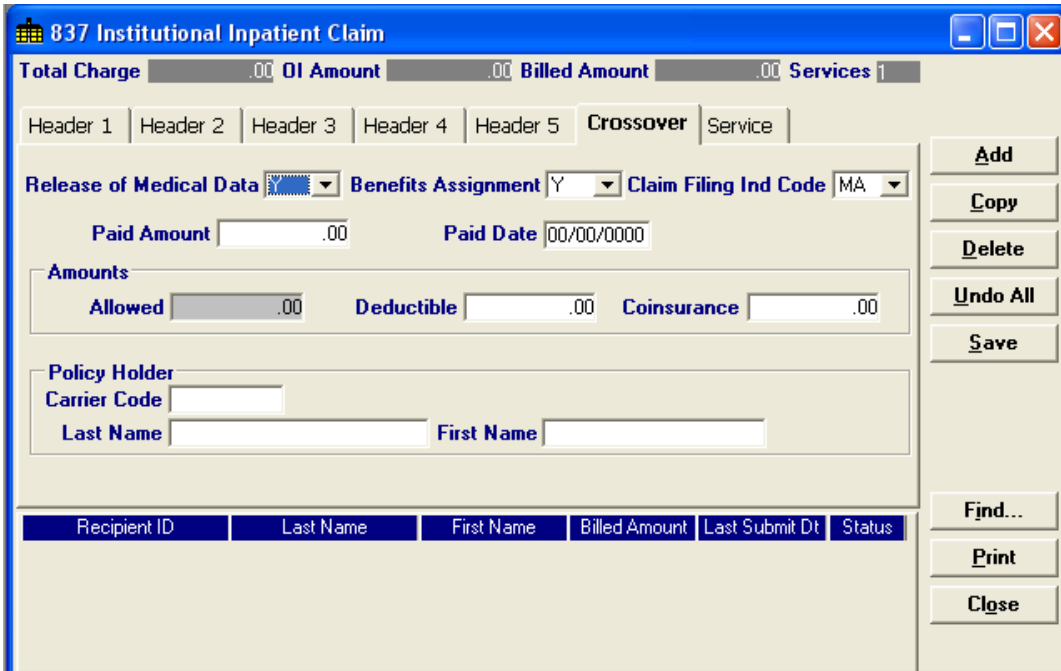 837 Institutional Inpatient Claim
Total Charge .00 OI Amount .00 Billed Amount .00 Services 1
Header 1 Header 2 Header 3 Header 4 Header 5 Crossover Service
Release of Medical Data Y Benefits Assignment Y Claim Filing Ind Code MA
Paid Amount .00 Paid Date 00/00/0000
Amounts
Allowed .00 Deductible .00 Coinsurance .00
Policy Holder
Carrier Code
Last Name First Name
Recipient ID Last Name First Name Billed Amount Last Submit Dt Status
Add
Copy
Delete
Undo All
Save
Find...
Print
Close